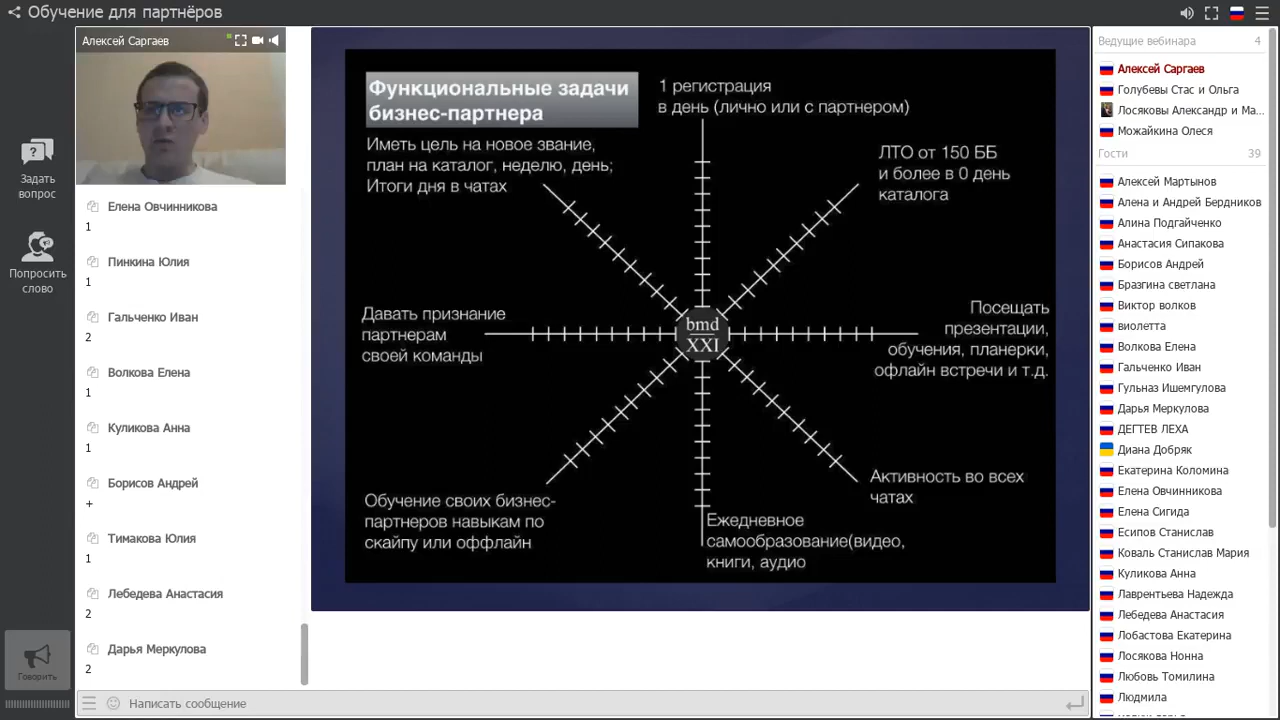 Обучение для партнёров
Алексей Саргаев
Задать
вопрос
Попросить
слово
Говорить
Елена Овчинникова
1
Пинкина Юлия
1
Гальченко Иван
2
Волкова Елена
1
Куликова Анна
1
Борисов Андрей
+
Тимакова Юлия
1
Лебедева Анастасия
2
Дарья Меркулова
2
Написать сообщение
Функциональные задачи
бизнес-партнера
1 регистрация
в день (лично или с партнером)
Иметь цель на новое звание,
план на каталог, неделю, день;
Итоги дня в чатах
ЛТО от 150 ББ
и более в 0 день
каталога
Давать признание
партнерам
своей команды
bmd
XXI
Посещать
презентации,
обучения, планерки,
офлайн встречи и т.д.
Обучение своих бизнес-
партнеров навыкам по
скайпу или оффлайн
Активность во всех
чатах
Ежедневное
самообразование(видео,
книги, аудио
Ведущие вебинара 4
Алексей Саргаев
Голубевы Стас и Ольга
Лосяковы Александр и Ма...
Можайкина Олеся
Гости 39
Алексей Мартынов
Алена и Андрей Бердников
Алина Подгайченко
Анастасия Сипакова
Борисов Андрей
Бразгина светлана
Виктор волков
виолетта
Волкова Елена
Гальченко Иван
Гульназ Ишемгулова
Дарья Меркулова
ДЕГТЕВ ЛЕХА
Диана Добряк
Екатерина Коломина
Елена Овчинникова
Елена Сигида
Есипов Станислав
Коваль Станислав Мария
Куликова Анна
Лаврентьева Надежда
Лебедева Анастасия
Лобастова Екатерина
Лосякова Нонна
Любовь Томилина
Людмила